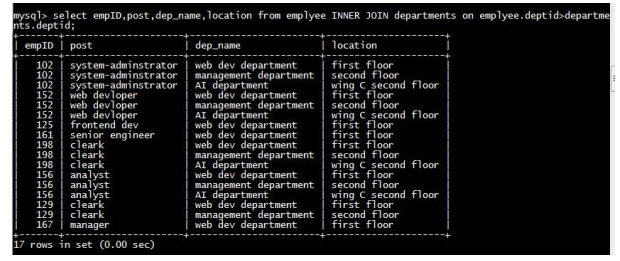 mysql> select empID,post,dep_name,location from emplyee INNER JOIN departments on emplyee.deptid>departme
nts.deptid;
+-------+---------------------+-----------------------+---------------------+
| empID | post | dep_name | location |
+-------+---------------------+-----------------------+---------------------+
| 102 | system-adminstrator | web dev department | first floor |
| 102 | system-adminstrator | management department | second floor |
| 102 | system-adminstrator | AI department | wing C second floor |
| 152 | web devloper | web dev department | first floor |
| 152 | web devloper | management department | second floor |
| 152 | web devloper | AI department | wing C second floor |
| 125 | frontend dev | web dev department | first floor |
| 161 | senior engineer | web dev department | first floor |
| 198 | cleark | web dev department | first floor |
| 198 | cleark | management department | second floor |
| 198 | cleark | AI department | wing C second floor |
| 156 | analyst | web dev department | first floor |
| 156 | analyst | management department | second floor |
| 156 | analyst | AI department | wing C second floor |
| 129 | cleark | web dev department | first floor |
| 129 | cleark | management department | second floor |
| 167 | manager | web dev department | first floor |
+-------+---------------------+-----------------------+---------------------+
17 rows in set (0.00 sec)